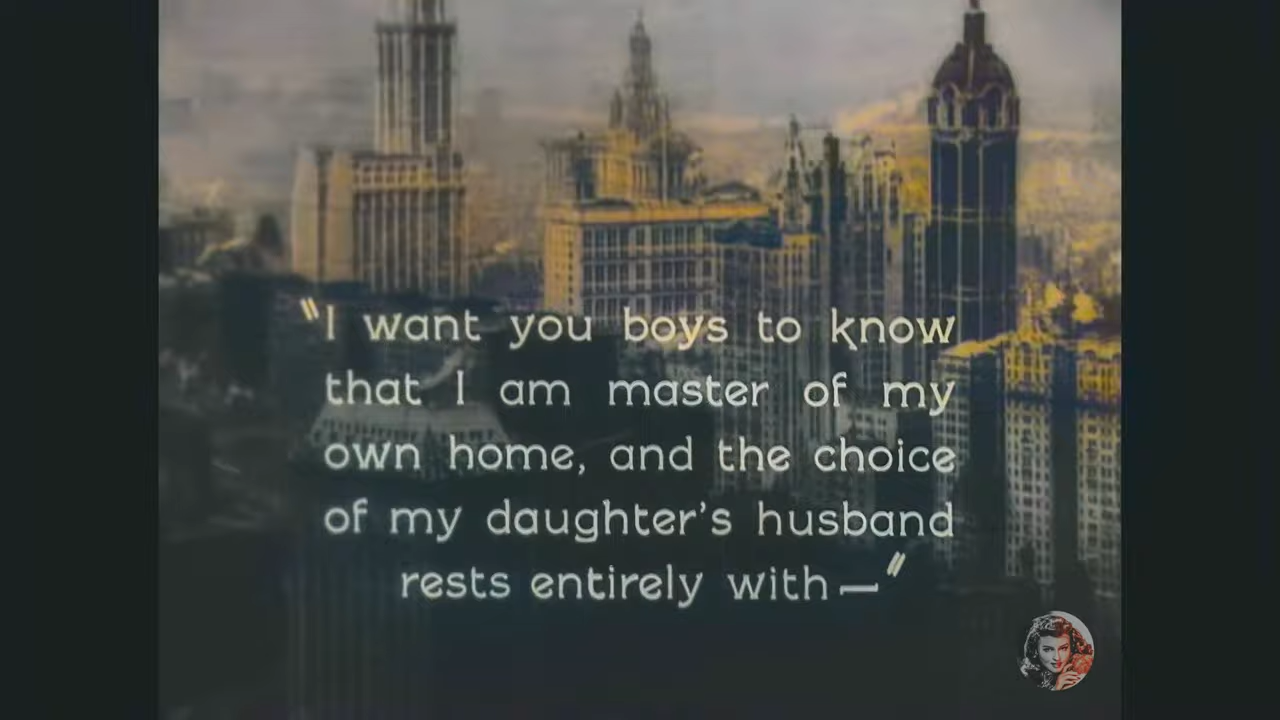 "I want you boys to know
that I am master of my
own home, and the choice
of my daughter's husband
rests entirely with—"